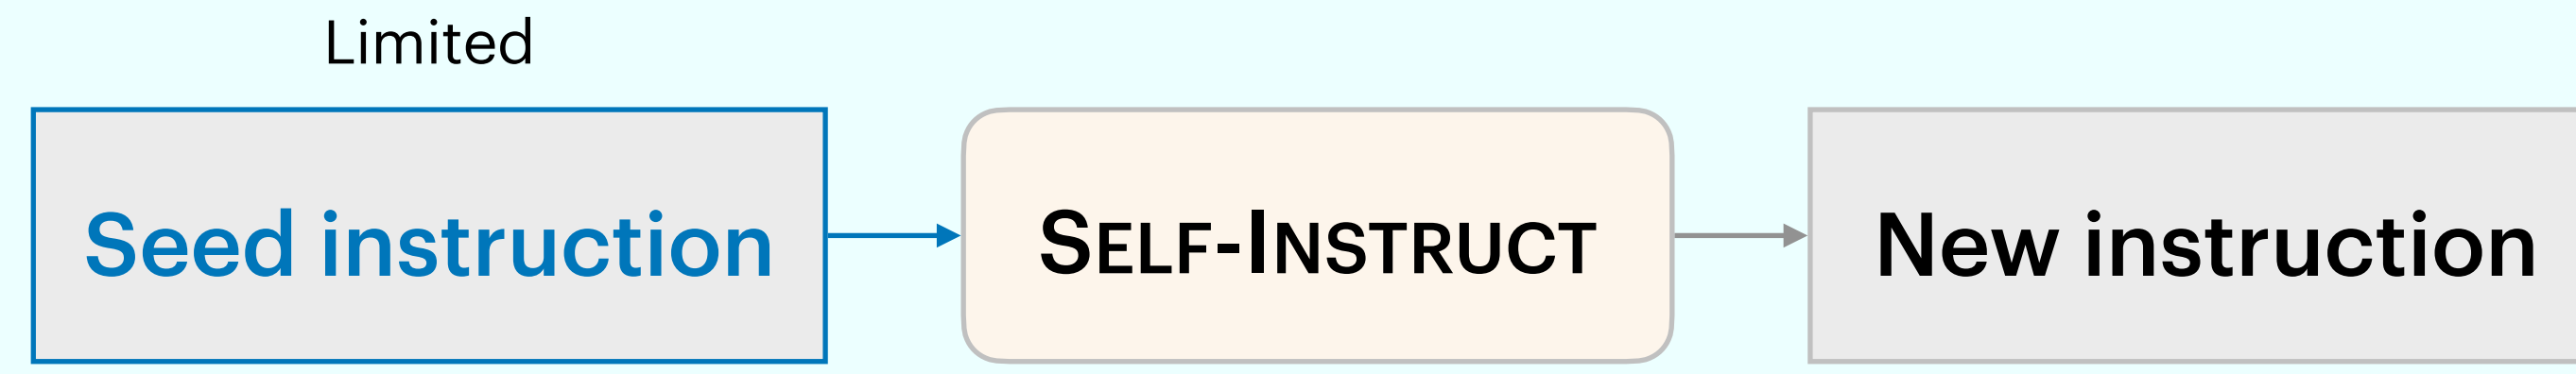 Limited
Seed instruction
SELF-INSTRUCT
New instruction